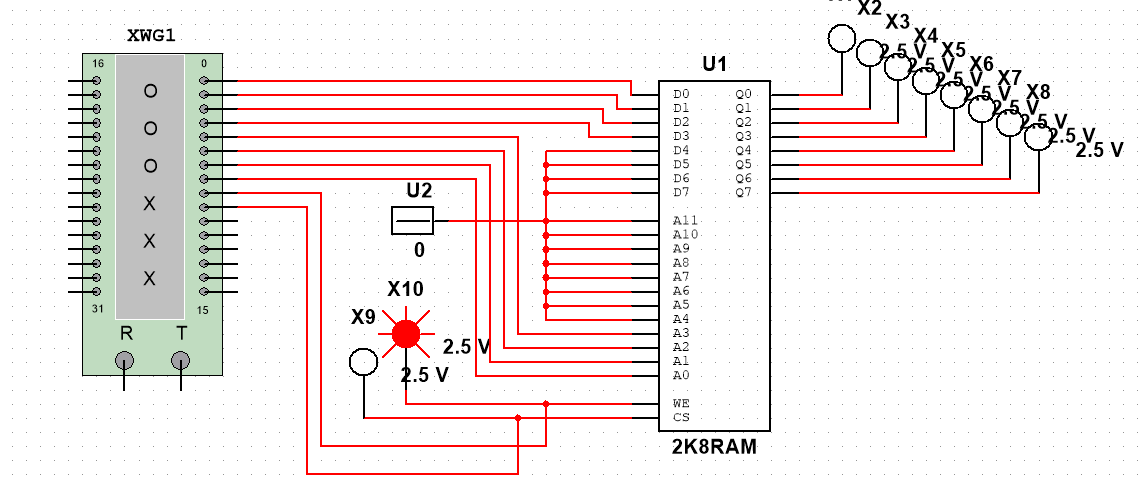 XWG1
16
0
O
O
O
X
X
X
31
15
R
T
U2
0
X10
X9
2.5 V
2.5 V
U1
D0
D1
D2
D3
D4
D5
D6
D7
A11
A10
A9
A8
A7
A6
A5
A4
A3
A2
A1
A0
WE
CS
Q0
Q1
Q2
Q3
Q4
Q5
Q6
Q7
2K8RAM
X2
X3
X4
X5
X6
X7
X8
2.5 V
2.5 V
2.5 V
2.5 V
2.5 V
2.5 V
2.5 V
2.5 V